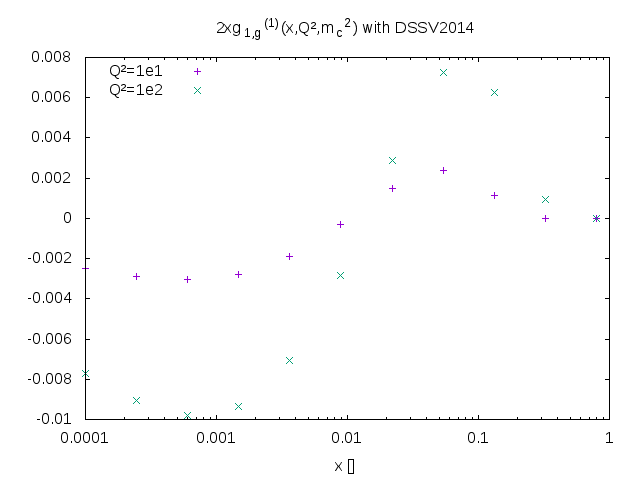 2xg1,g(1)(x,Q²,mc2) with DSSV2014
0.008
Q²=1e1
Q²=1e2
0.006
0.004
0.002
0
-0.002
-0.004
-0.006
-0.008
-0.01
0.0001 0.001 0.01 0.1 1
x []